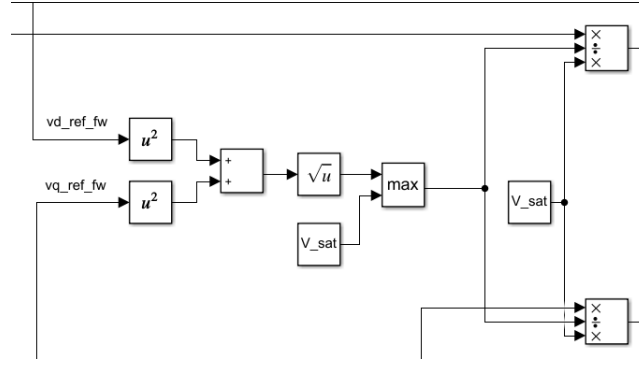 ×
÷
×
vd_ref_fw
u²
+
+
√u
max
vq_ref_fw
u²
V_sat
V_sat
×
÷
×